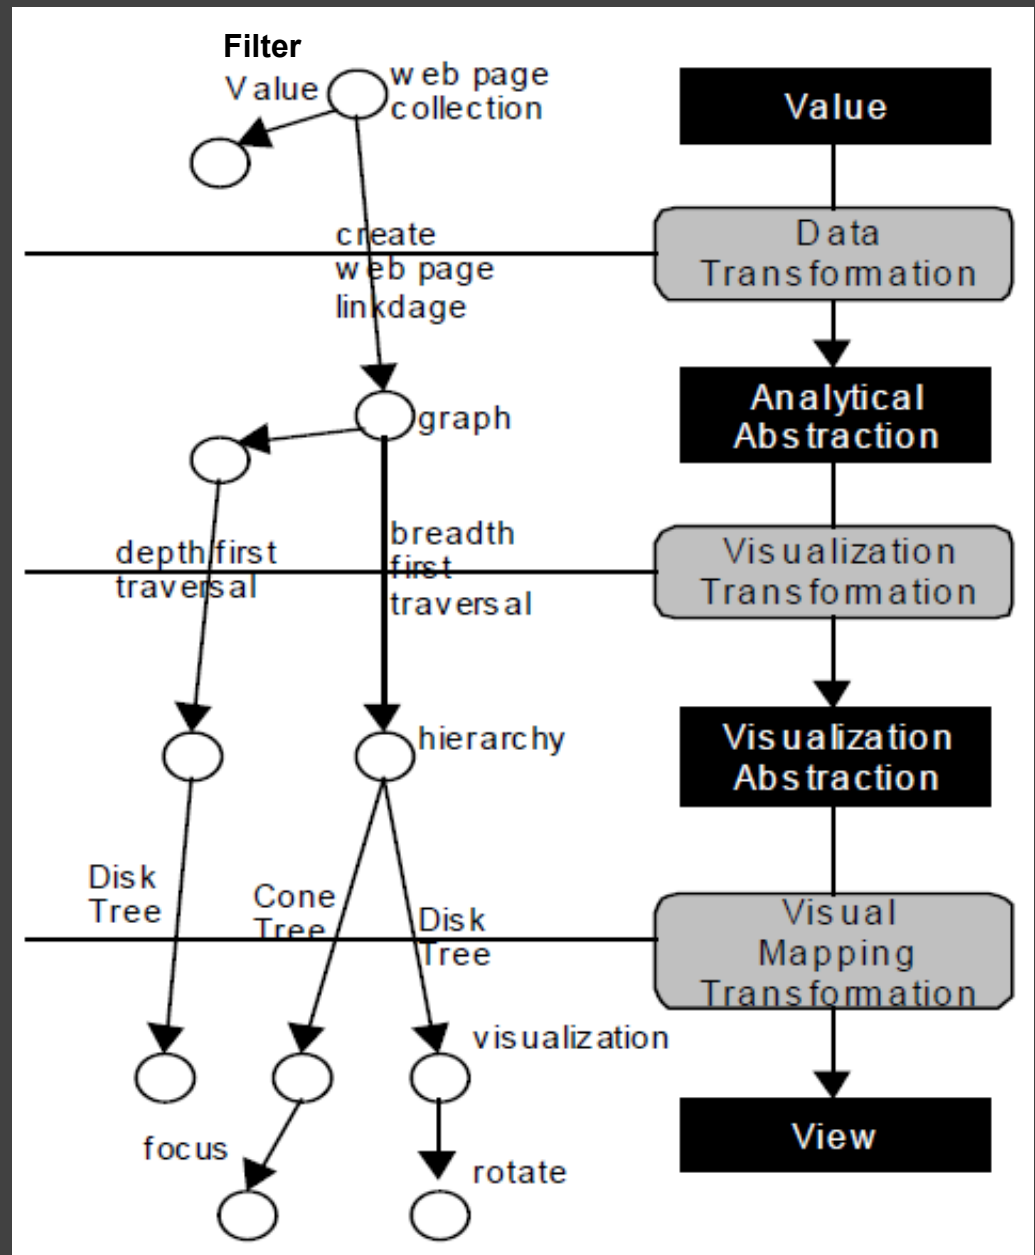 Filter
Value
web page
collection
create
web page
linkdage
graph
depth first
traversal
breadth
first
traversal
hierarchy
Disk
Tree
Cone
Tree
Disk
Tree
visualization
focus
rotate
Value
Data
Transformation
Analytical
Abstraction
Visualization
Transformation
Visualization
Abstraction
Visual
Mapping
Transformation
View